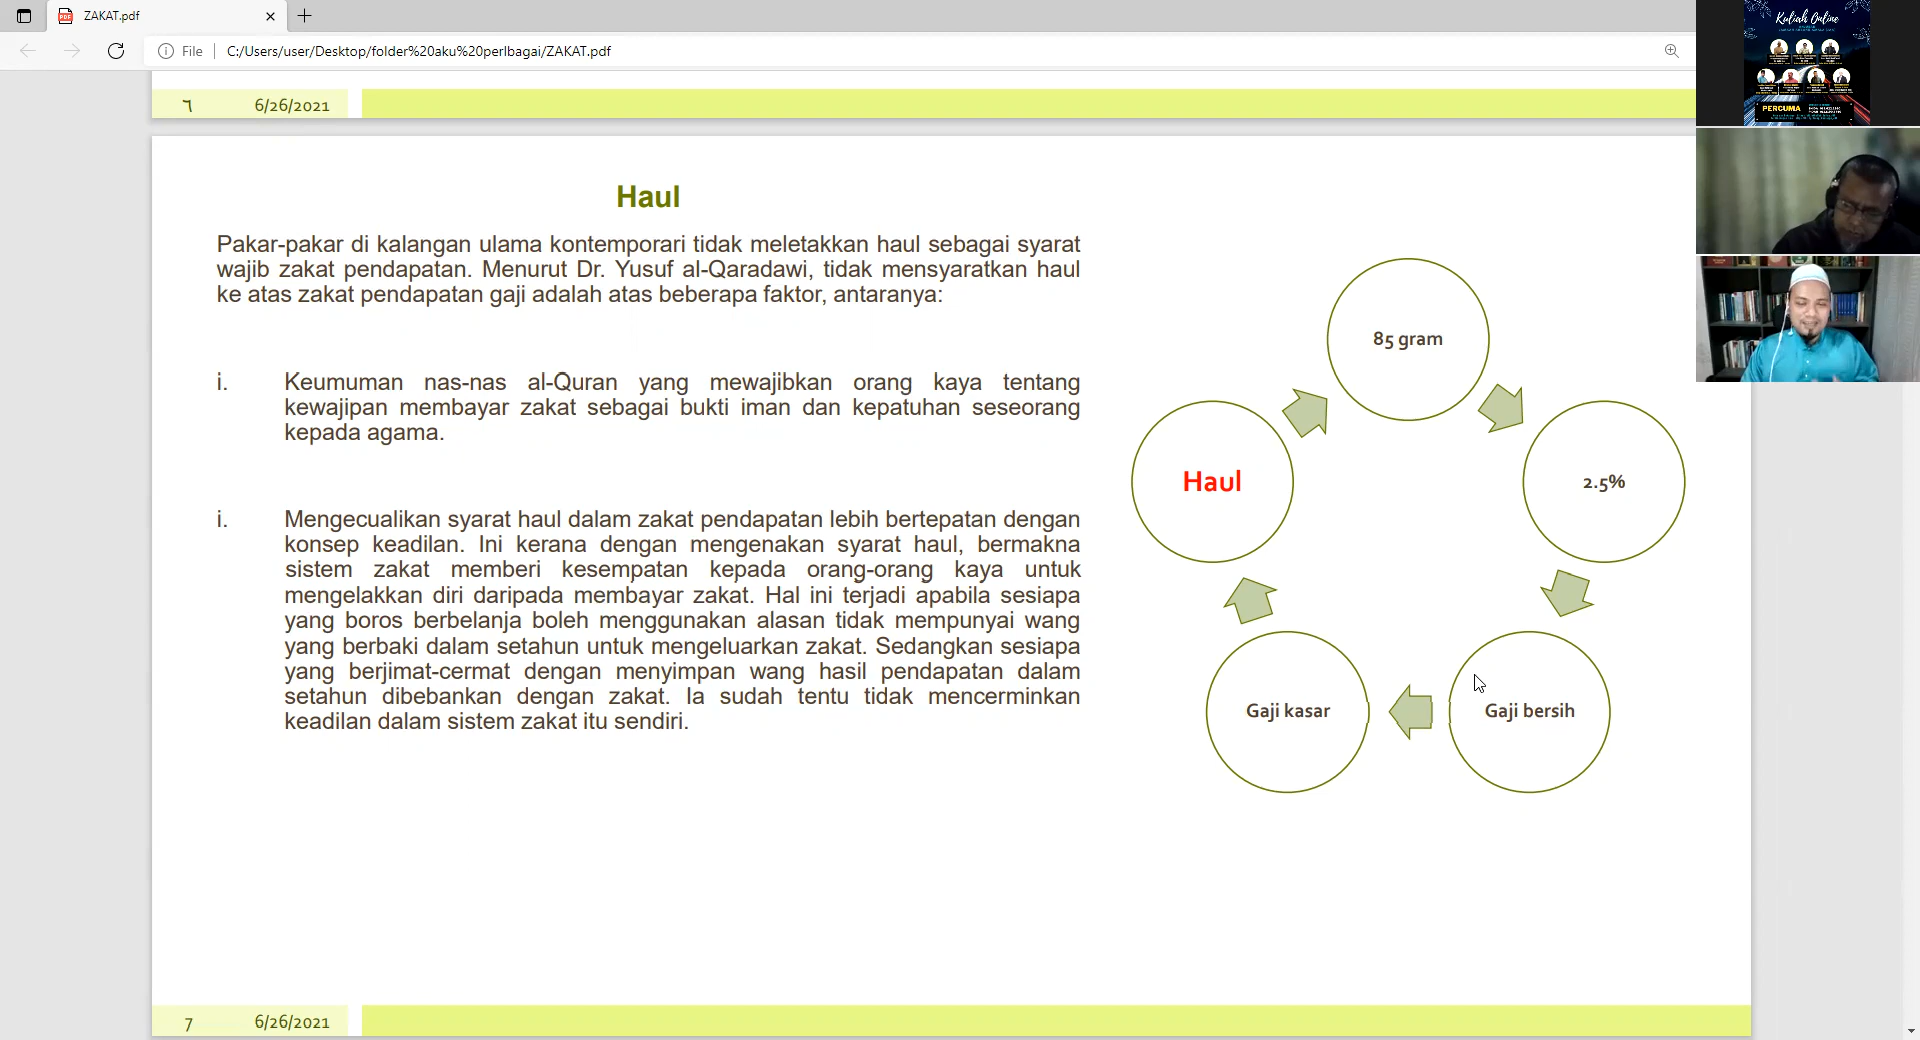 ZAKAT.pdf
File
C:/Users/user/Desktop/folder%20aku%20perlbagai/ZAKAT.pdf
Kuliah Online
PERCUMA
٦ 6/26/2021
Haul
Pakar-pakar di kalangan ulama kontemporari tidak meletakkan haul sebagai syarat
wajib zakat pendapatan. Menurut Dr. Yusuf al-Qaradawi, tidak mensyaratkan haul
ke atas zakat pendapatan gaji adalah atas beberapa faktor, antaranya:
i. Keumuman nas-nas al-Quran yang mewajibkan orang kaya tentang
kewajipan membayar zakat sebagai bukti iman dan kepatuhan seseorang
kepada agama.
i. Mengecualikan syarat haul dalam zakat pendapatan lebih bertepatan dengan
konsep keadilan. Ini kerana dengan mengenakan syarat haul, bermakna
sistem zakat memberi kesempatan kepada orang-orang kaya untuk
mengelakkan diri daripada membayar zakat. Hal ini terjadi apabila sesiapa
yang boros berbelanja boleh menggunakan alasan tidak mempunyai wang
yang berbaki dalam setahun untuk mengeluarkan zakat. Sedangkan sesiapa
yang berjimat-cermat dengan menyimpan wang hasil pendapatan dalam
setahun dibebankan dengan zakat. Ia sudah tentu tidak mencerminkan
keadilan dalam sistem zakat itu sendiri.
85 gram
2.5%
Gaji bersih
Gaji kasar
Haul
7 6/26/2021